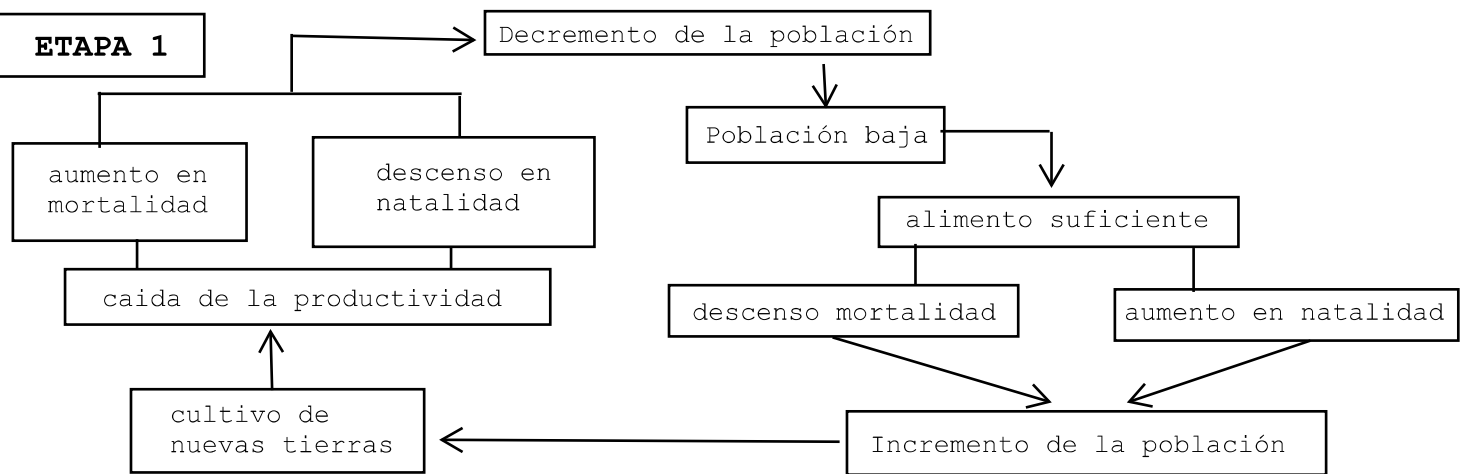 ETAPA 1
Decremento de la población
Población baja
alimento suficiente
descenso mortalidad
aumento en natalidad
Incremento de la población
cultivo de
nuevas tierras
caida de la productividad
aumento en
mortalidad
descenso en
natalidad